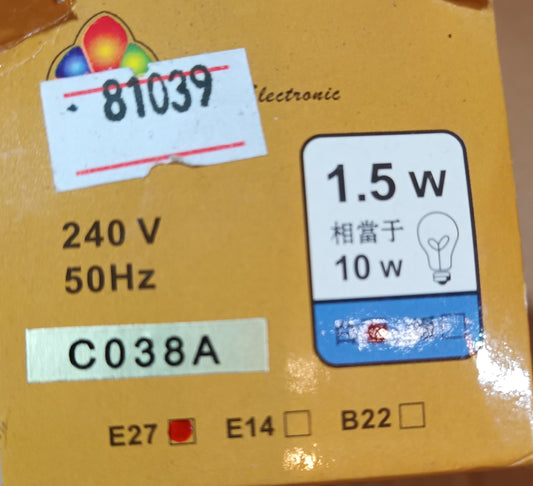 81039
lectronic
1.5 W
相當于
10 W
240 V
50Hz
C038A
E27 E14 B22